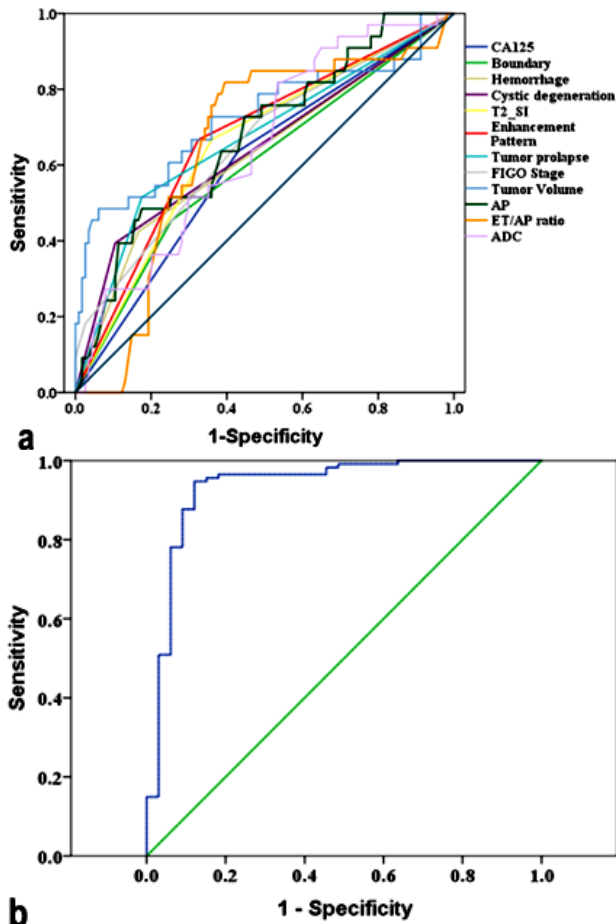 1.0
0.8
0.6
0.4
0.2
0.0
Sensitivity
0.0 0.2 0.4 0.6 0.8 1.0
1-Specificity
CA125
Boundary
Hemorrhage
Cystic degeneration
T2_SI
Enhancement
Pattern
Tumor prolapse
FIGO Stage
Tumor Volume
AP
ET/AP ratio
ADC
a
1.0
0.8
0.6
0.4
0.2
0.0
Sensitivity
0.0 0.2 0.4 0.6 0.8 1.0
1 - Specificity
b